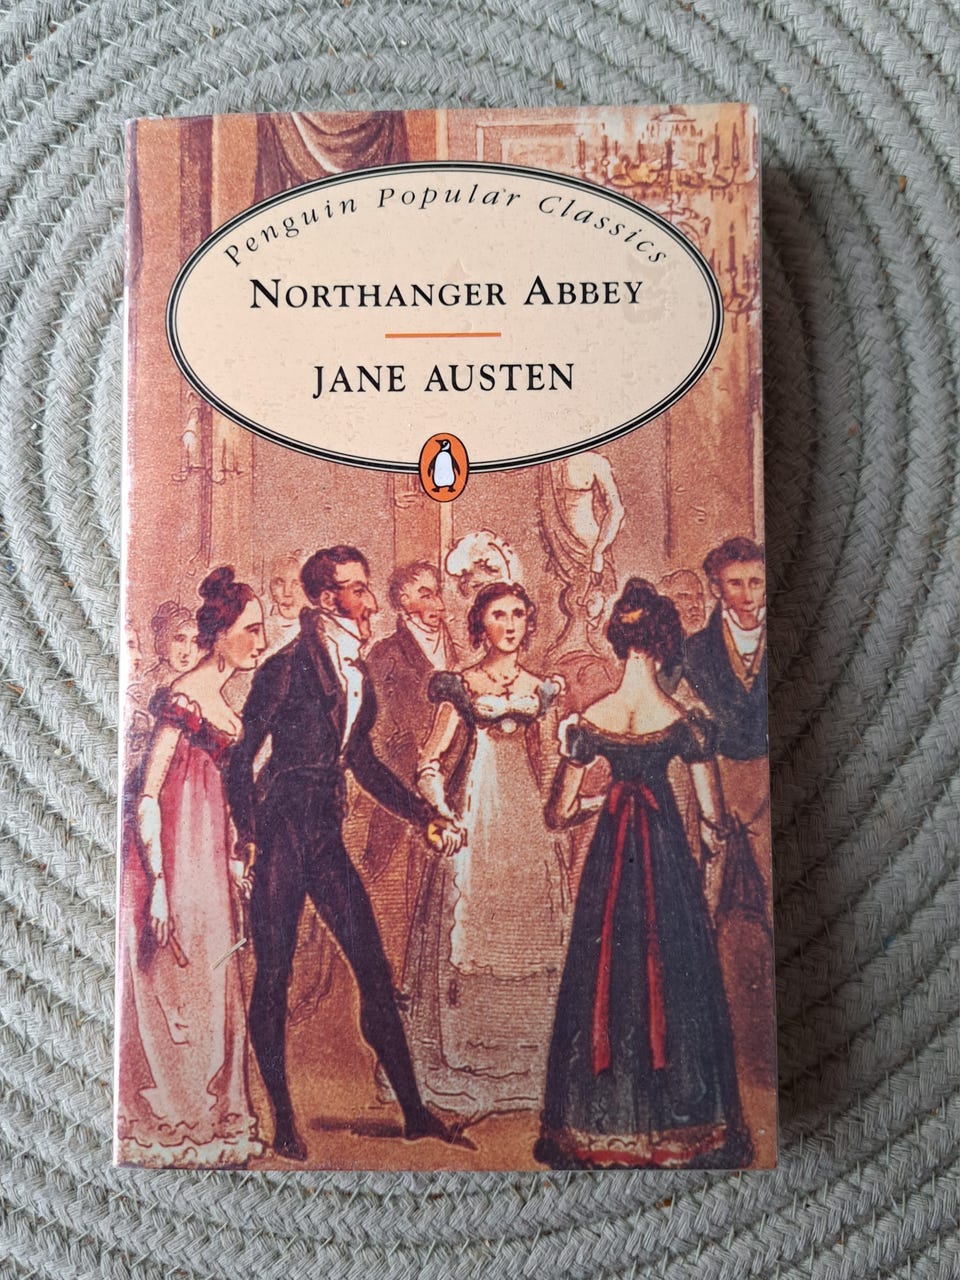 Penguin Popular Classics
NORTHANGER ABBEY
JANE AUSTEN